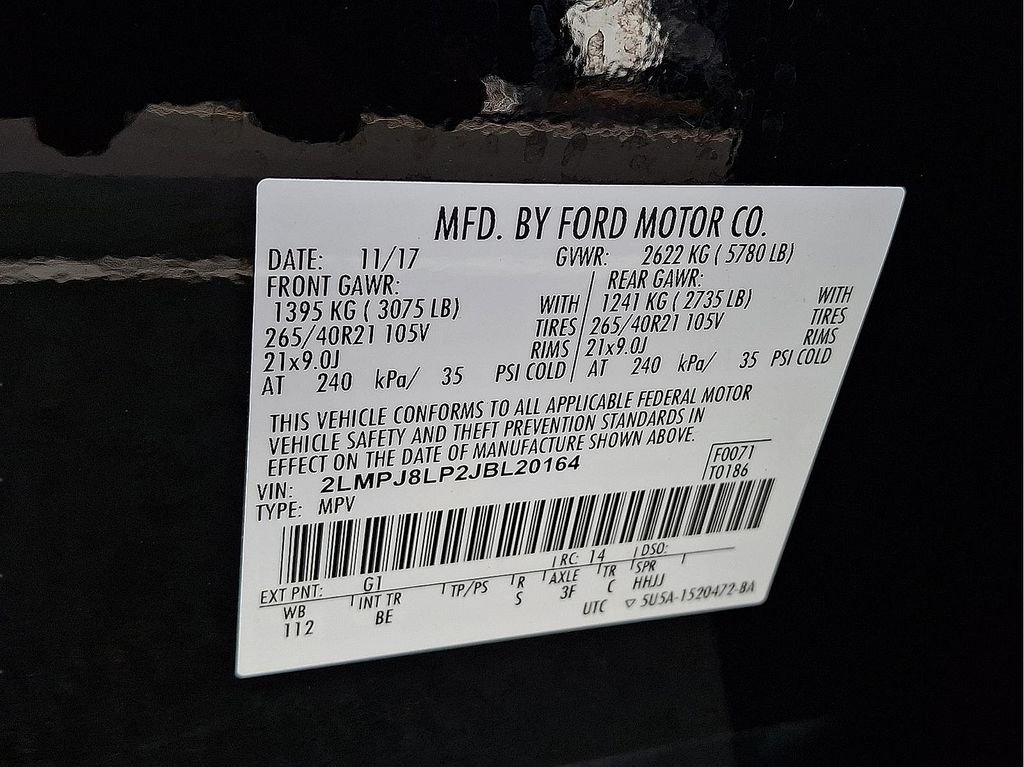 MFD. BY FORD MOTOR CO.
DATE: 11/17 GVWR: 2622 KG ( 5780 LB)
FRONT GAWR: REAR GAWR:
1395 KG ( 3075 LB) WITH 1241 KG ( 2735 LB) WITH
265/40R21 105V TIRES 265/40R21 105V TIRES
21x9.0J RIMS 21x9.0J RIMS
AT 240 kPa/ 35 PSI COLD AT 240 kPa/ 35 PSI COLD
THIS VEHICLE CONFORMS TO ALL APPLICABLE FEDERAL MOTOR
VEHICLE SAFETY AND THEFT PREVENTION STANDARDS IN
EFFECT ON THE DATE OF MANUFACTURE SHOWN ABOVE.
VIN: 2LMPJ8LP2JBL20164 F0071
TYPE: MPV T0186
EXT PNT: G1 RC: 14 DSO:
WB INT TR TP/PS R AXLE TR SPR
112 BE S 3F C HHJJ
UTC ▽ 5U5A-1520472-BA